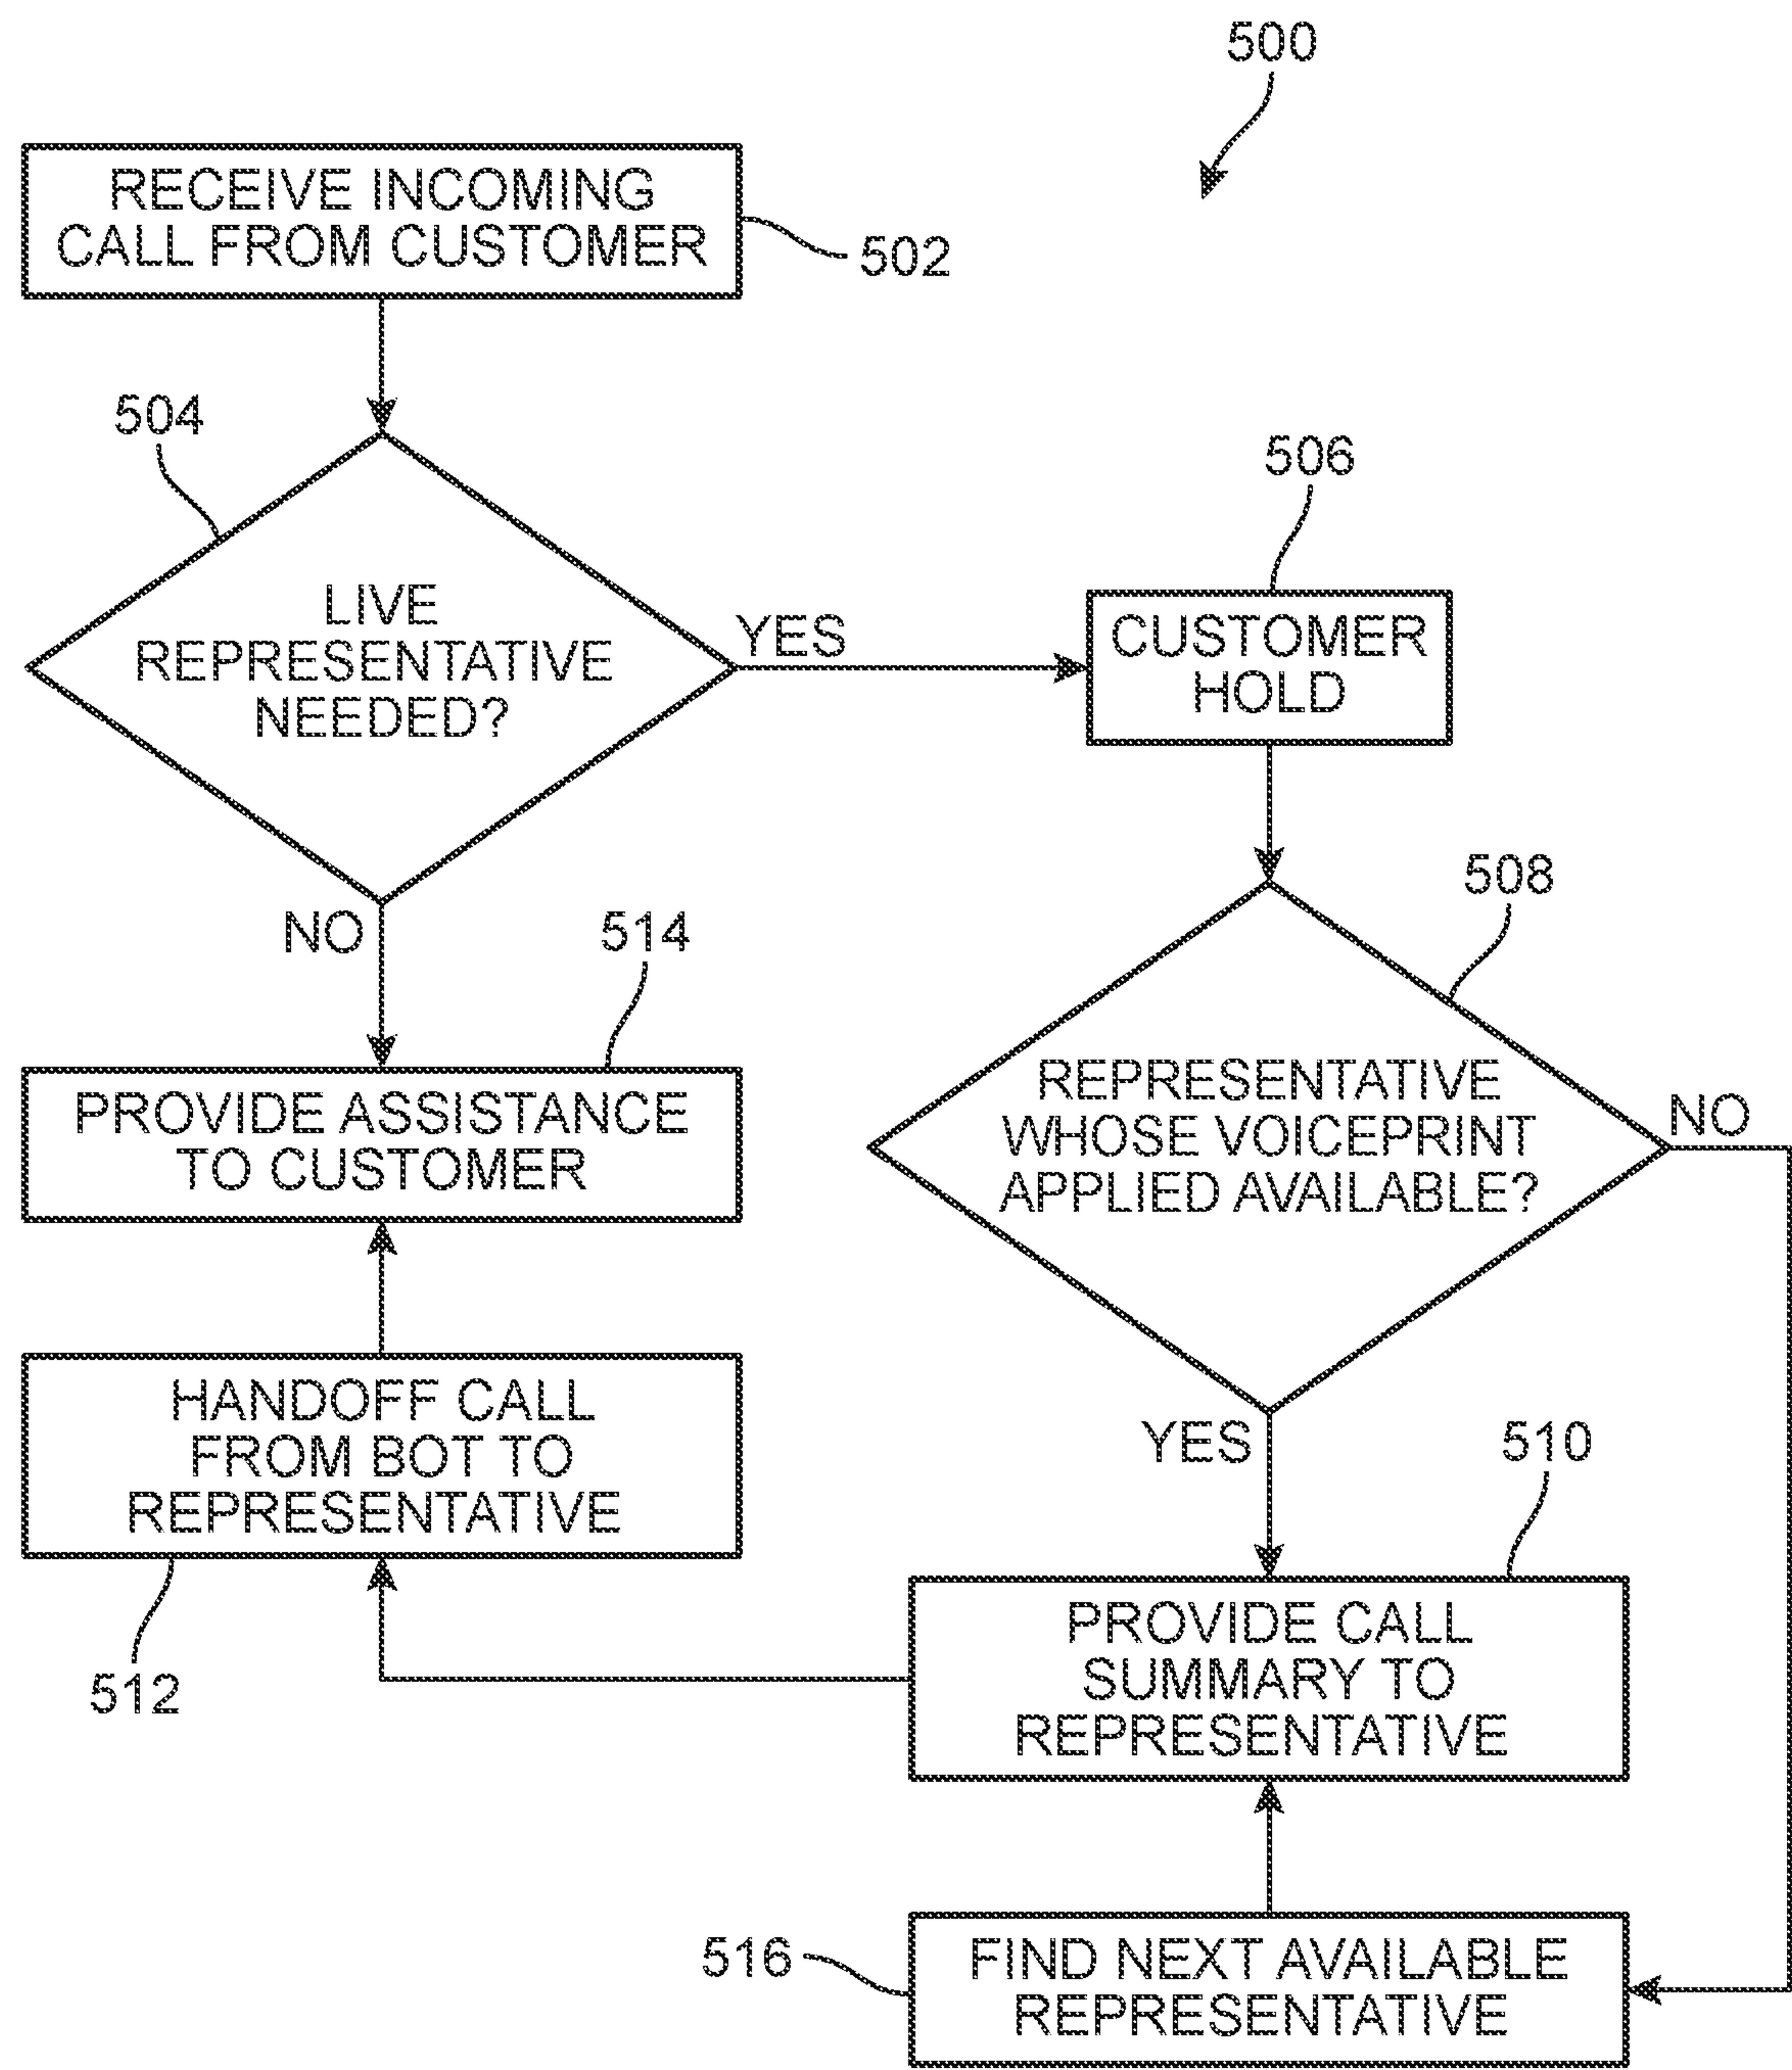 500
RECEIVE INCOMING
CALL FROM CUSTOMER
502
504
LIVE
REPRESENTATIVE
NEEDED?
YES
506
CUSTOMER
HOLD
NO
514
PROVIDE ASSISTANCE
TO CUSTOMER
508
REPRESENTATIVE
WHOSE VOICEPRINT
APPLIED AVAILABLE?
NO
YES
HANDOFF CALL
FROM BOT TO
REPRESENTATIVE
512
510
PROVIDE CALL
SUMMARY TO
REPRESENTATIVE
516
FIND NEXT AVAILABLE
REPRESENTATIVE